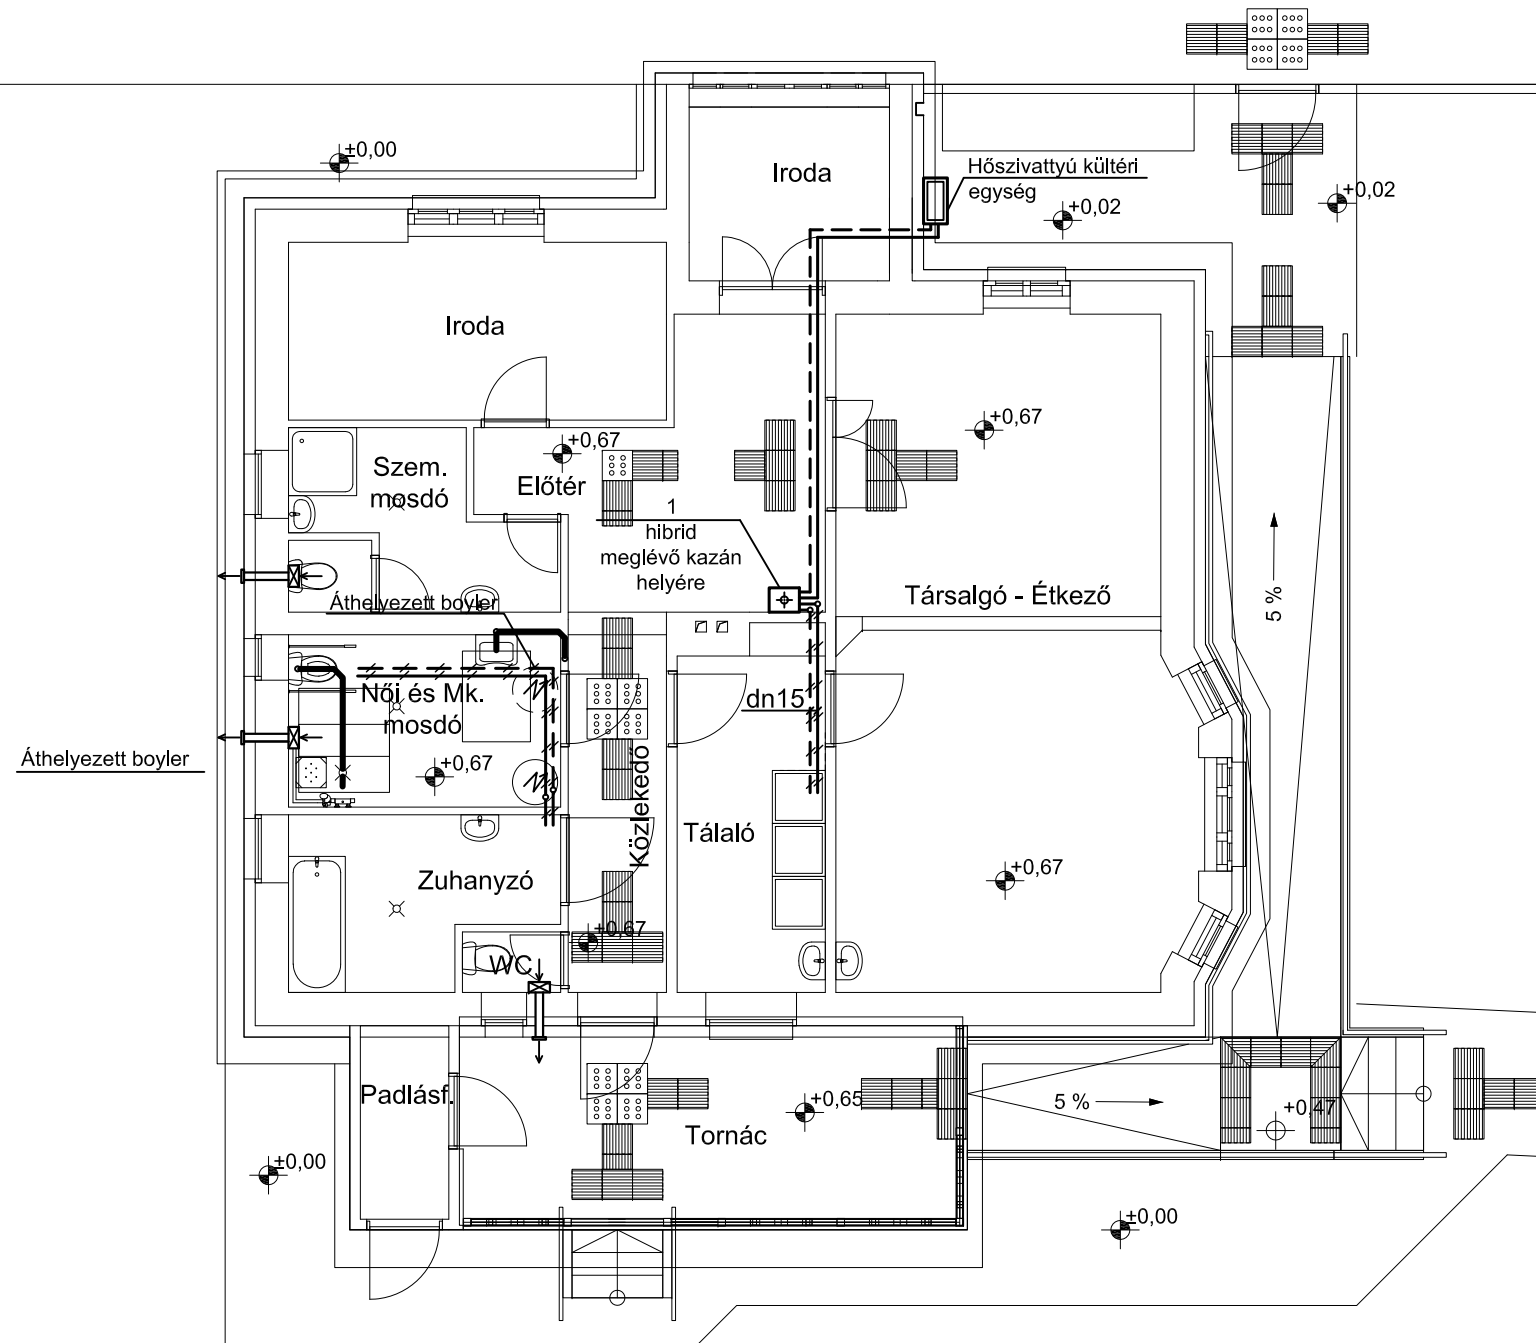 ±0,00
Iroda
Hőszivattyú kültéri
egység
+0,02
+0,02
Iroda
+0,67
+0,67
Szem.
mosdó
Előtér
1
hibrid
meglévő kazán
helyére
Társalgó - Étkező
5 %
Áthelyezett boyler
Női és Mk.
mosdó
dn15
Áthelyezett boyler
+0,67
Közlekedő
Tálaló
Zuhanyzó
+0,67
+0,67
WC
Padlásf.
+0,65
Tornác
5 %
+0,47
±0,00
±0,00